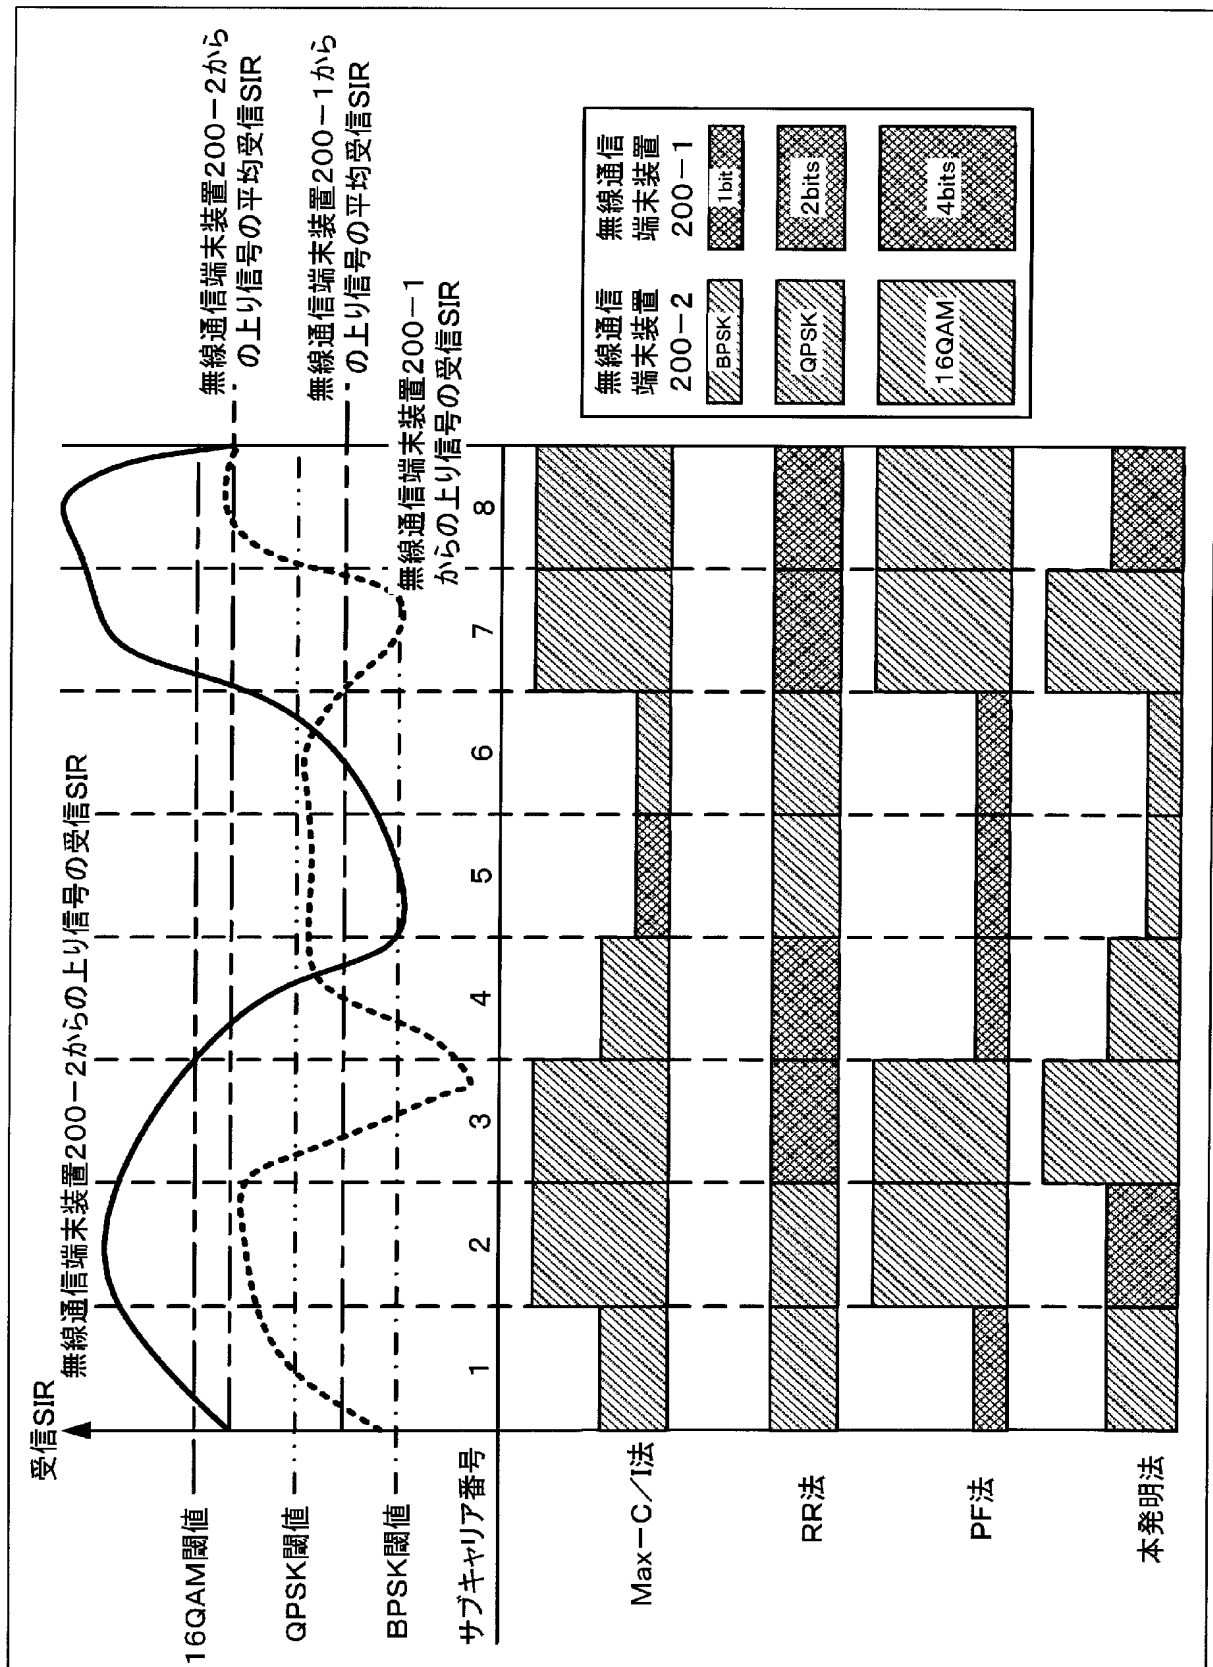 受信SIR
無線通信端末装置200−2からの上り信号の受信SIR
無線通信端末装置200−2から
の上り信号の平均受信SIR
無線通信端末装置200−1から
の上り信号の平均受信SIR
無線通信端末装置200−1
からの上り信号の受信SIR
16QAM閾値
QPSK閾値
BPSK閾値
サブキャリア番号
1
2
3
4
5
6
7
8
Max−C/I法
RR法
PF法
本発明法
無線通信
端末装置
200−2
無線通信
端末装置
200−1
BPSK
1bit
QPSK
2bits
16QAM
4bits